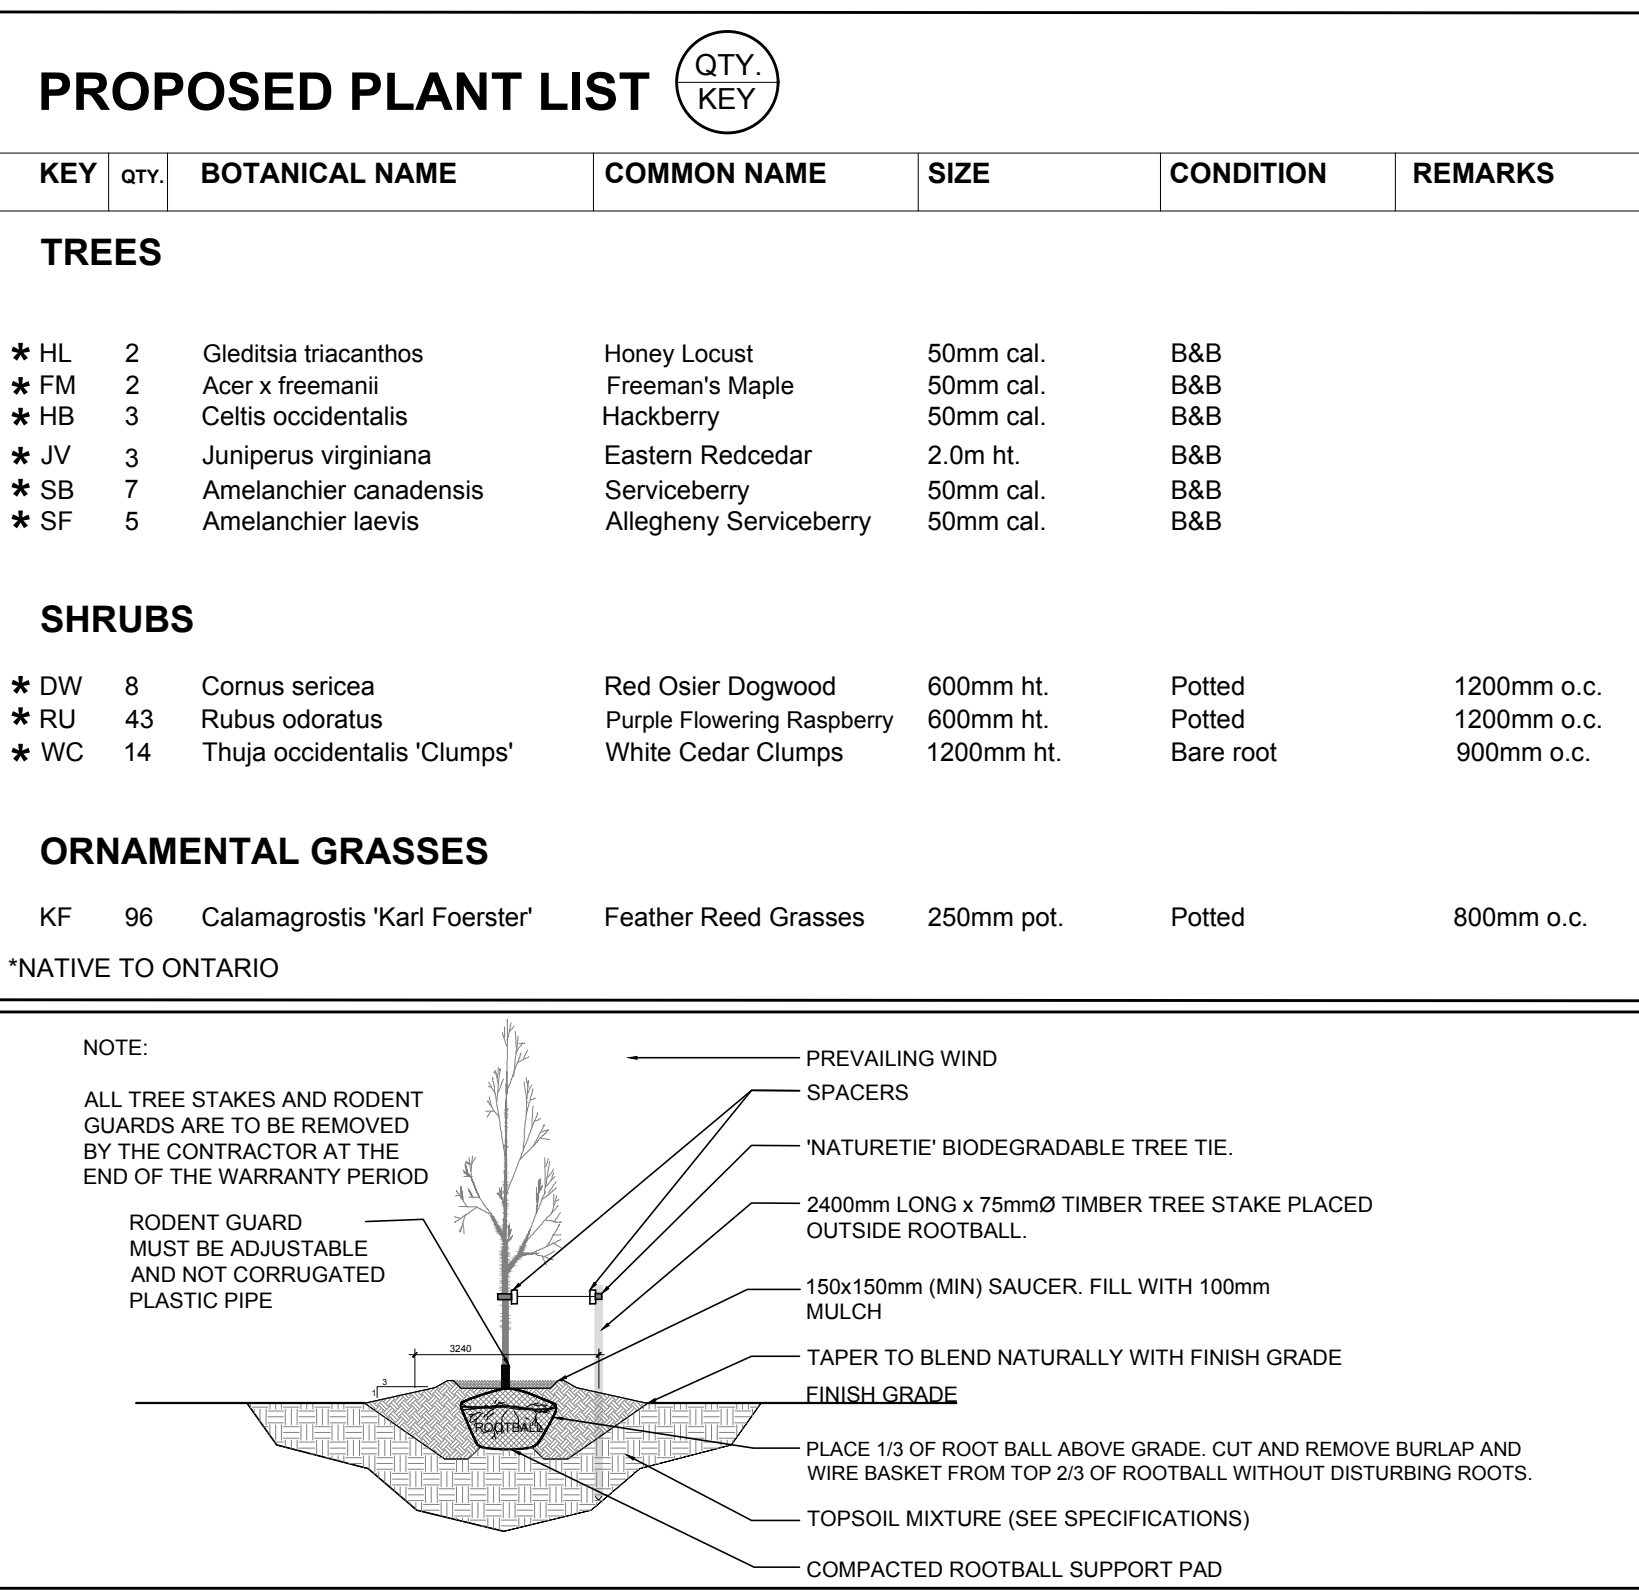 PROPOSED PLANT LIST
QTY.
KEY
KEY QTY. BOTANICAL NAME COMMON NAME SIZE CONDITION REMARKS
TREES
* HL 2 Gleditsia triacanthos Honey Locust 50mm cal. B&B
* FM 2 Acer x freemanii Freeman's Maple 50mm cal. B&B
* HB 3 Celtis occidentalis Hackberry 50mm cal. B&B
* JV 3 Juniperus virginiana Eastern Redcedar 2.0m ht. B&B
* SB 7 Amelanchier canadensis Serviceberry 50mm cal. B&B
* SF 5 Amelanchier laevis Allegheny Serviceberry 50mm cal. B&B
SHRUBS
* DW 8 Cornus sericea Red Osier Dogwood 600mm ht. Potted 1200mm o.c.
* RU 43 Rubus odoratus Purple Flowering Raspberry 600mm ht. Potted 1200mm o.c.
* WC 14 Thuja occidentalis 'Clumps' White Cedar Clumps 1200mm ht. Bare root 900mm o.c.
ORNAMENTAL GRASSES
KF 96 Calamagrostis 'Karl Foerster' Feather Reed Grasses 250mm pot. Potted 800mm o.c.
*NATIVE TO ONTARIO
NOTE:
ALL TREE STAKES AND RODENT
GUARDS ARE TO BE REMOVED
BY THE CONTRACTOR AT THE
END OF THE WARRANTY PERIOD
RODENT GUARD
MUST BE ADJUSTABLE
AND NOT CORRUGATED
PLASTIC PIPE
3240
3
1
ROOTBALL
PREVAILING WIND
SPACERS
'NATURETIE' BIODEGRADABLE TREE TIE.
2400mm LONG x 75mmØ TIMBER TREE STAKE PLACED
OUTSIDE ROOTBALL.
150x150mm (MIN) SAUCER. FILL WITH 100mm
MULCH
TAPER TO BLEND NATURALLY WITH FINISH GRADE
FINISH GRADE
PLACE 1/3 OF ROOT BALL ABOVE GRADE. CUT AND REMOVE BURLAP AND
WIRE BASKET FROM TOP 2/3 OF ROOTBALL WITHOUT DISTURBING ROOTS.
TOPSOIL MIXTURE (SEE SPECIFICATIONS)
COMPACTED ROOTBALL SUPPORT PAD